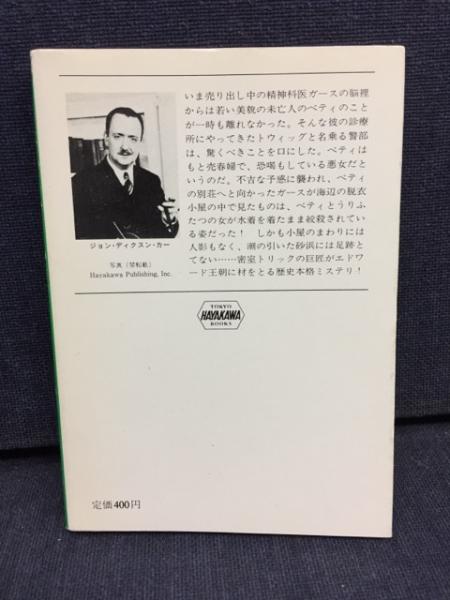 いま売り出し中の精神科医ガースの脳裡
からは若い美貌の未亡人のベティのこと
が一時も離れなかった。そんな彼の診療
所にやってきたトウィッグと名乗る警部
は、驚くべきことを口にした。ベティは
もと売春婦で、恐喝もしている悪女だと
いうのだ。不吉な予感に襲われ、ベティ
の別荘へと向かったガースが海辺の脱衣
小屋の中で見たものは、ベティとうりふ
たつの女が水着を着たまま絞殺されてい
る姿だった！　しかも小屋のまわりには
人影もなく、潮の引いた砂浜には足跡と
てない……密室トリックの巨匠がエドワ
ード王朝に材をとる歴史本格ミステリ！
ジョン・ディクスン・カー
写真（禁転載）
Hayakawa Publishing, Inc.
TOKYO
HAYAKAWA
BOOKS
定価400円